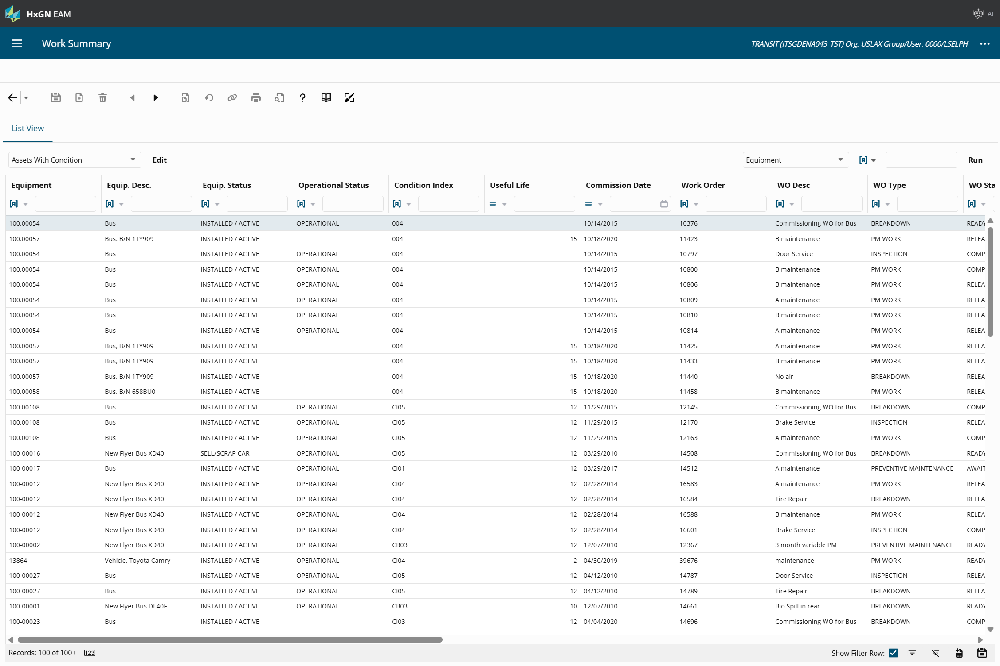 HxGN EAM
AI
Work Summary
TRANSIT (ITSGDENA043_TST) Org: USLAX Group/User: 0000/LSELPH
List View
Assets With Condition Edit Equipment [A] Run
Equipment Equip. Desc. Equip. Status Operational Status Condition Index Useful Life Commission Date Work Order WO Desc WO Type WO Sta
[A] [A] [A] [A] [A] = = [A] [A] [A] [A]
100.00054 Bus INSTALLED / ACTIVE OPERATIONAL 004 10/14/2015 10376 Commissioning WO for Bus BREAKDOWN READY
100.00057 Bus, B/N 1TY909 INSTALLED / ACTIVE 004 15 10/18/2020 11423 B maintenance PM WORK RELEA
100.00054 Bus INSTALLED / ACTIVE OPERATIONAL 004 10/14/2015 10797 Door Service INSPECTION COMP
100.00054 Bus INSTALLED / ACTIVE OPERATIONAL 004 10/14/2015 10800 B maintenance PM WORK COMP
100.00054 Bus INSTALLED / ACTIVE OPERATIONAL 004 10/14/2015 10806 B maintenance PM WORK RELEA
100.00054 Bus INSTALLED / ACTIVE OPERATIONAL 004 10/14/2015 10809 A maintenance PM WORK RELEA
100.00054 Bus INSTALLED / ACTIVE OPERATIONAL 004 10/14/2015 10810 B maintenance PM WORK RELEA
100.00054 Bus INSTALLED / ACTIVE OPERATIONAL 004 10/14/2015 10814 A maintenance PM WORK RELEA
100.00057 Bus, B/N 1TY909 INSTALLED / ACTIVE 004 15 10/18/2020 11425 A maintenance PM WORK RELEA
100.00057 Bus, B/N 1TY909 INSTALLED / ACTIVE 004 15 10/18/2020 11433 B maintenance PM WORK RELEA
100.00057 Bus, B/N 1TY909 INSTALLED / ACTIVE 004 15 10/18/2020 11440 No air BREAKDOWN RELEA
100.00058 Bus, B/N 658BU0 INSTALLED / ACTIVE 004 15 10/18/2020 11458 B maintenance PM WORK RELEA
100.00108 Bus INSTALLED / ACTIVE OPERATIONAL CI05 12 11/29/2015 12145 Commissioning WO for Bus BREAKDOWN COMP
100.00108 Bus INSTALLED / ACTIVE OPERATIONAL CI05 12 11/29/2015 12170 Brake Service INSPECTION RELEA
100.00108 Bus INSTALLED / ACTIVE OPERATIONAL CI05 12 11/29/2015 12163 A maintenance PM WORK COMP
100-00016 New Flyer Bus XD40 SELL/SCRAP CAR OPERATIONAL CI05 12 03/29/2010 14508 Commissioning WO for Bus BREAKDOWN READY
100-00017 Bus INSTALLED / ACTIVE OPERATIONAL CI01 12 03/29/2017 14512 A maintenance PREVENTIVE MAINTENANCE AWAIT
100-00012 New Flyer Bus XD40 INSTALLED / ACTIVE OPERATIONAL CI04 12 02/28/2014 16583 A maintenance PM WORK RELEA
100-00012 New Flyer Bus XD40 INSTALLED / ACTIVE OPERATIONAL CI04 12 02/28/2014 16584 Tire Repair BREAKDOWN RELEA
100-00012 New Flyer Bus XD40 INSTALLED / ACTIVE OPERATIONAL CI04 12 02/28/2014 16588 B maintenance PM WORK RELEA
100-00012 New Flyer Bus XD40 INSTALLED / ACTIVE OPERATIONAL CI04 12 02/28/2014 16601 Brake Service INSPECTION COMP
100-00002 New Flyer Bus XD40 INSTALLED / ACTIVE OPERATIONAL CB03 12 12/07/2010 12367 3 month variable PM PREVENTIVE MAINTENANCE READY
13864 Vehicle, Toyota Camry INSTALLED / ACTIVE OPERATIONAL CI04 2 04/30/2019 39676 maintenance PM WORK READY
100-00027 Bus INSTALLED / ACTIVE OPERATIONAL CI05 12 04/12/2010 14787 Door Service INSPECTION RELEA
100-00027 Bus INSTALLED / ACTIVE OPERATIONAL CI05 12 04/12/2010 14789 Tire Repair BREAKDOWN RELEA
100-00001 New Flyer Bus DL40F INSTALLED / ACTIVE OPERATIONAL CB03 10 12/07/2010 14661 Bio Spill in rear BREAKDOWN READY
100-00023 Bus INSTALLED / ACTIVE CI03 12 04/04/2020 14696 Commissioning WO for Bus BREAKDOWN COMP
Records: 100 of 100+ 123 Show Filter Row: